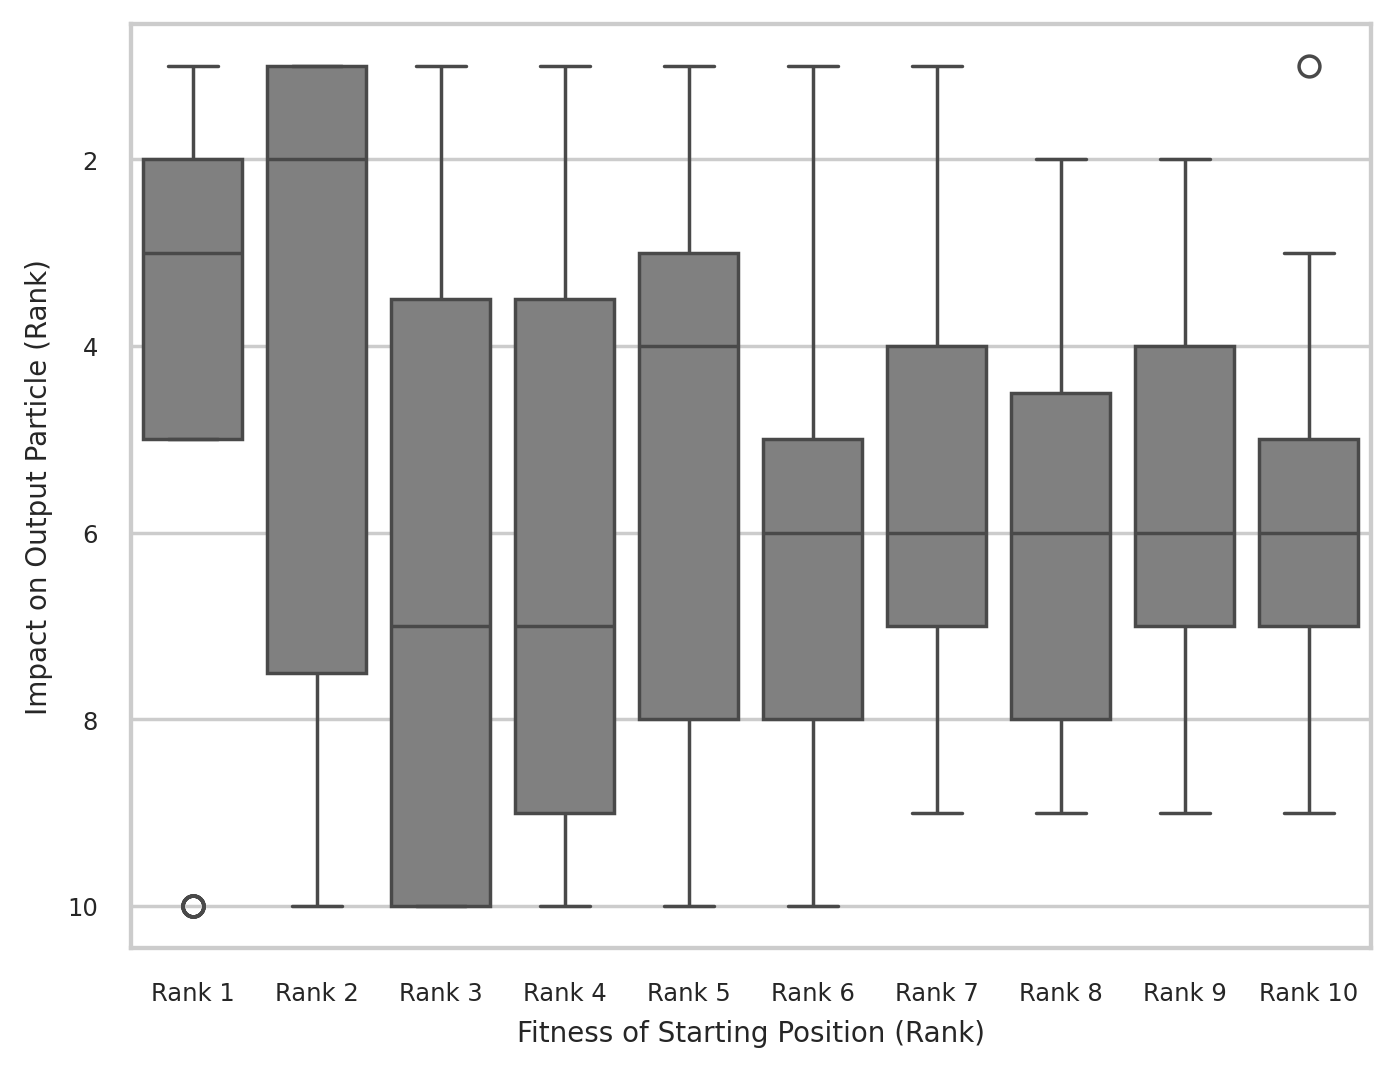 Impact on Output Particle (Rank)
2
4
6
8
10
Rank 1 Rank 2 Rank 3 Rank 4 Rank 5 Rank 6 Rank 7 Rank 8 Rank 9 Rank 10
Fitness of Starting Position (Rank)